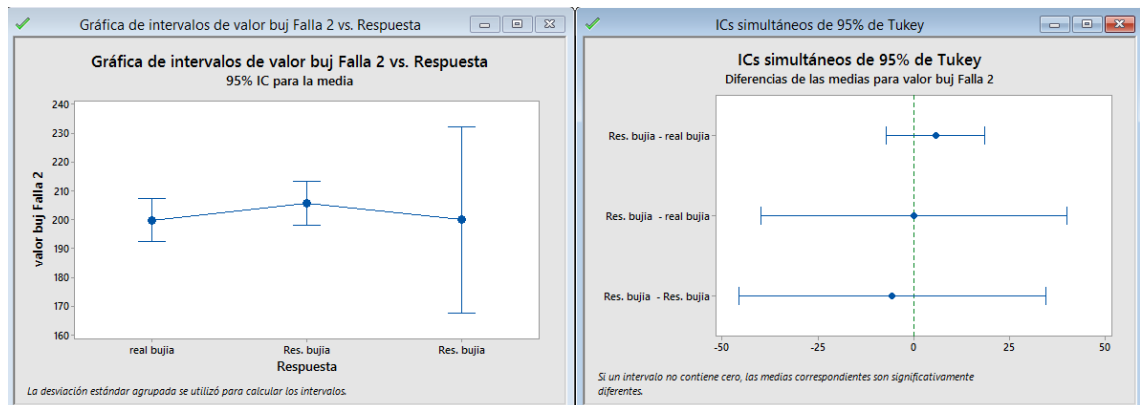 Gráfica de intervalos de valor buj Falla 2 vs. Respuesta
Gráfica de intervalos de valor buj Falla 2 vs. Respuesta
95% IC para la media
valor buj Falla 2
240
230
220
210
200
190
180
170
160
real bujia
Res. bujia
Res. bujia
Respuesta
La desviación estándar agrupada se utilizó para calcular los intervalos.
ICs simultáneos de 95% de Tukey
ICs simultáneos de 95% de Tukey
Diferencias de las medias para valor buj Falla 2
Res. bujia - real bujia
Res. bujia - real bujia
Res. bujia - Res. bujia
-50
-25
0
25
50
Si un intervalo no contiene cero, las medias correspondientes son significativamente
diferentes.